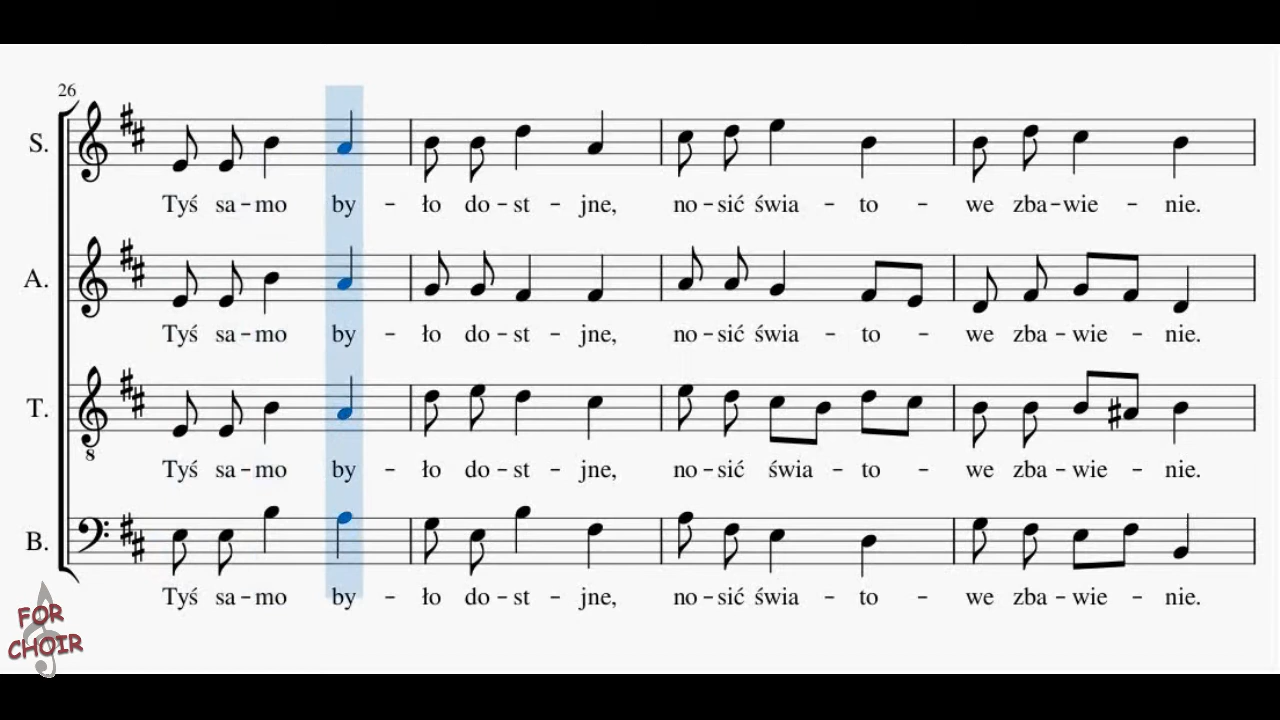 26
S.
Tyś sa-mo by - ło do-st - jne, no-sić świa - to - we zba-wie - nie.
A.
Tyś sa-mo by - ło do-st - jne, no-sić świa - to - we zba-wie - nie.
T.
8
Tyś sa-mo by - ło do-st - jne, no-sić świa - to - we zba-wie - nie.
B.
Tyś sa-mo by - ło do-st - jne, no-sić świa - to - we zba-wie - nie.
FOR
CHOIR